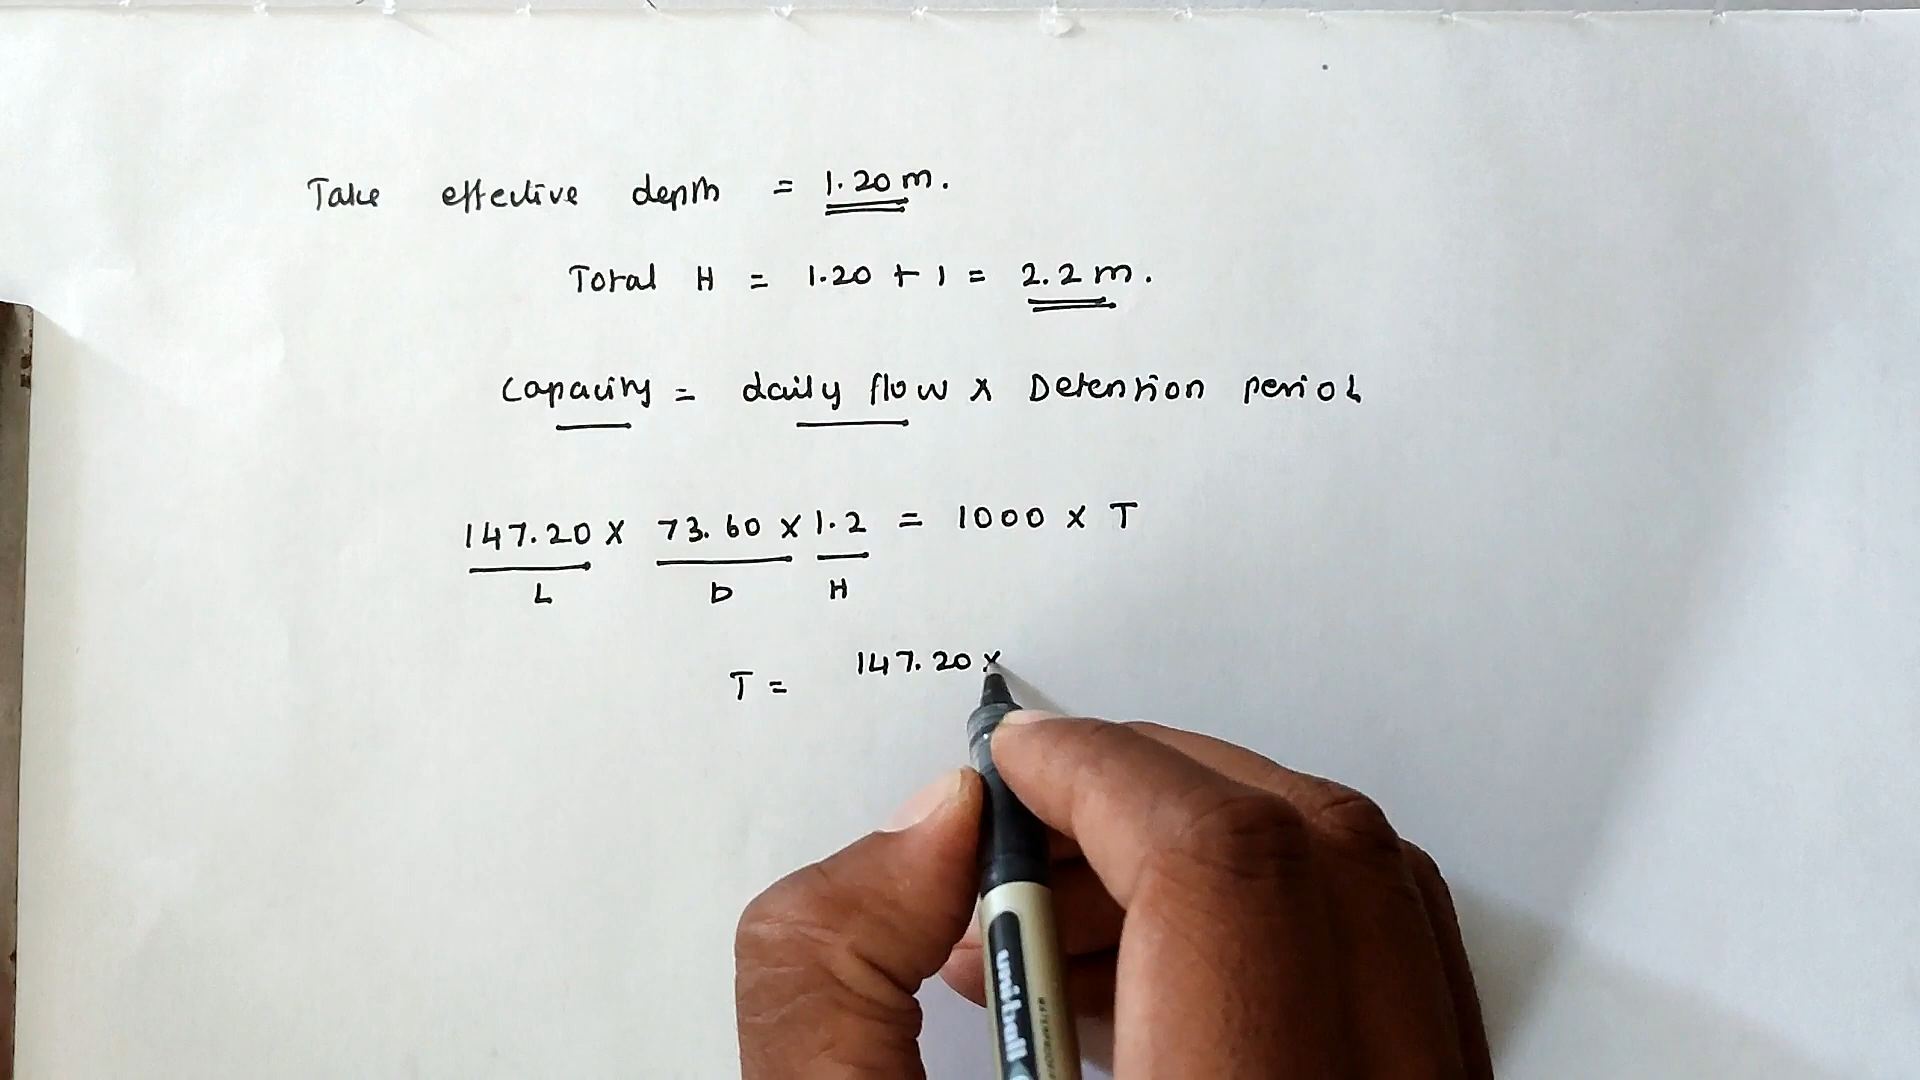 Take effective depth = 1.20 m.
Total H = 1.20 + 1 = 2.2 m.
Capacity = daily flow x Detention period
147.20 x 73.60 x 1.2 = 1000 x T
L b H
T = 147.20 x
uniball